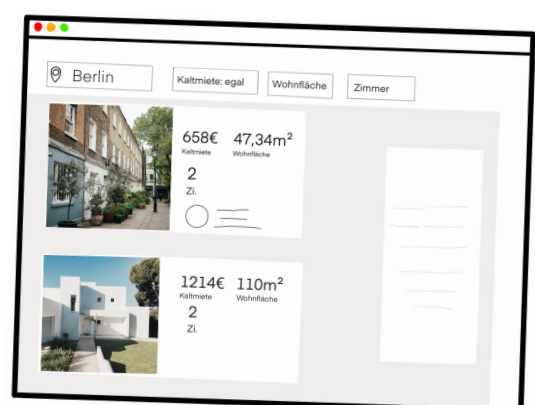 Berlin
Kaltmiete: egal
Wohnfläche
Zimmer
658€ 47,34m²
Kaltmiete Wohnfläche
2
Zi.
1214€ 110m²
Kaltmiete Wohnfläche
2
Zi.